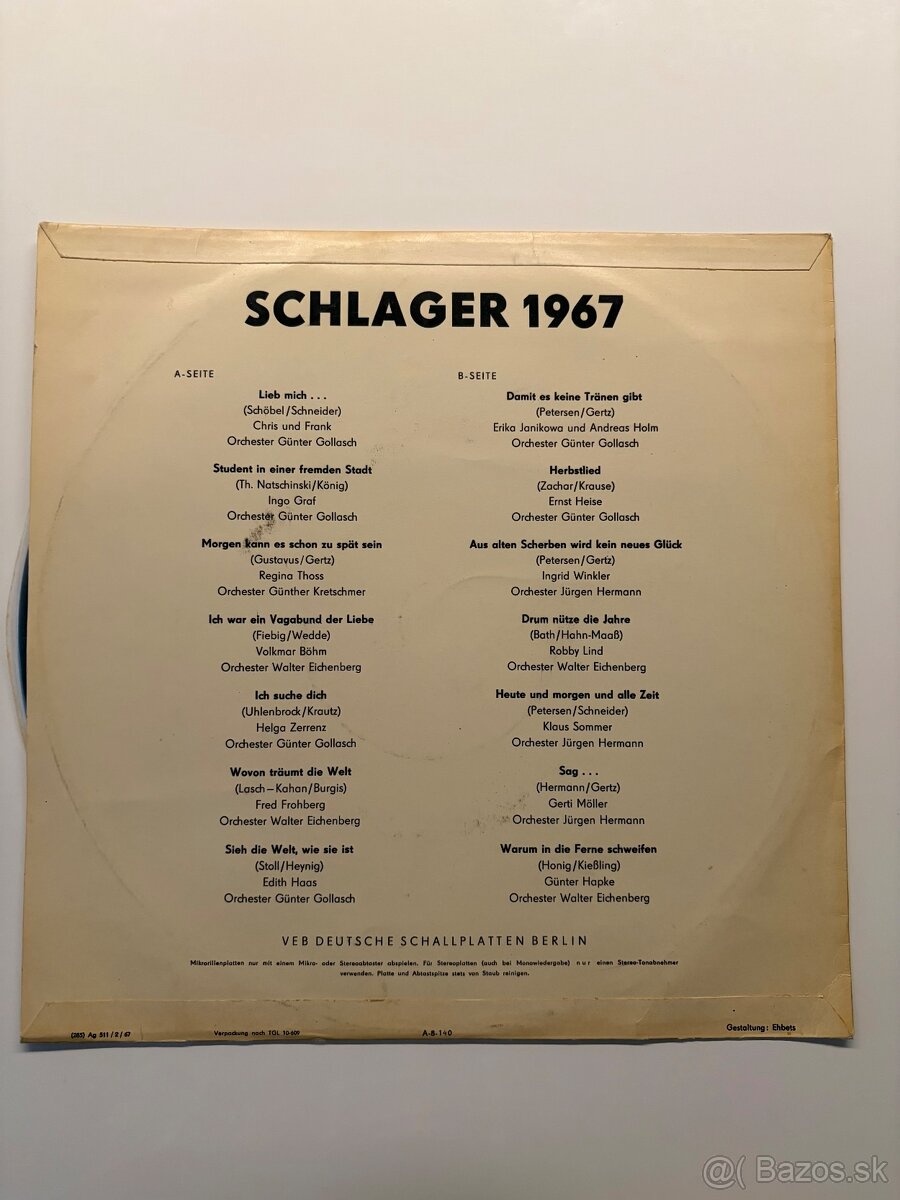 SCHLAGER 1967
A-SEITE
Lieb mich . . .
(Schöbel/Schneider)
Chris und Frank
Orchester Günter Gollasch
Student in einer fremden Stadt
(Th. Natschinski/König)
Ingo Graf
Orchester Günter Gollasch
Morgen kann es schon zu spät sein
(Gustavus/Gertz)
Regina Thoss
Orchester Günther Kretschmer
Ich war ein Vagabund der Liebe
(Fiebig/Wedde)
Volkmar Böhm
Orchester Walter Eichenberg
Ich suche dich
(Uhlenbrock/Krautz)
Helga Zerrenz
Orchester Günter Gollasch
Wovon träumt die Welt
(Lasch–Kahan/Burgis)
Fred Frohberg
Orchester Walter Eichenberg
Sieh die Welt, wie sie ist
(Stoll/Heynig)
Edith Haas
Orchester Günter Gollasch
B-SEITE
Damit es keine Tränen gibt
(Petersen/Gertz)
Erika Janikowa und Andreas Holm
Orchester Günter Gollasch
Herbstlied
(Zachar/Krause)
Ernst Heise
Orchester Günter Gollasch
Aus alten Scherben wird kein neues Glück
(Petersen/Gertz)
Ingrid Winkler
Orchester Jürgen Hermann
Drum nütze die Jahre
(Bath/Hahn-Maaß)
Robby Lind
Orchester Walter Eichenberg
Heute und morgen und alle Zeit
(Petersen/Schneider)
Klaus Sommer
Orchester Jürgen Hermann
Sag . . .
(Hermann/Gertz)
Gerti Möller
Orchester Jürgen Hermann
Warum in die Ferne schweifen
(Honig/Kießling)
Günter Hapke
Orchester Walter Eichenberg
VEB DEUTSCHE SCHALLPLATTEN BERLIN
Mikrorillenplatten nur mit einem Mikro- oder Stereoabtaster abspielen. Für Stereoplatten (auch bei Monowiedergabe) nur einen Stereo-Tonabnehmer
verwenden. Platte und Abtastspitze stets von Staub reinigen.
(285) Ag 511/2/67
Verpackung nach TGL 10-609
A-8-140
Gestaltung: Ehbets
@( Bazos.sk